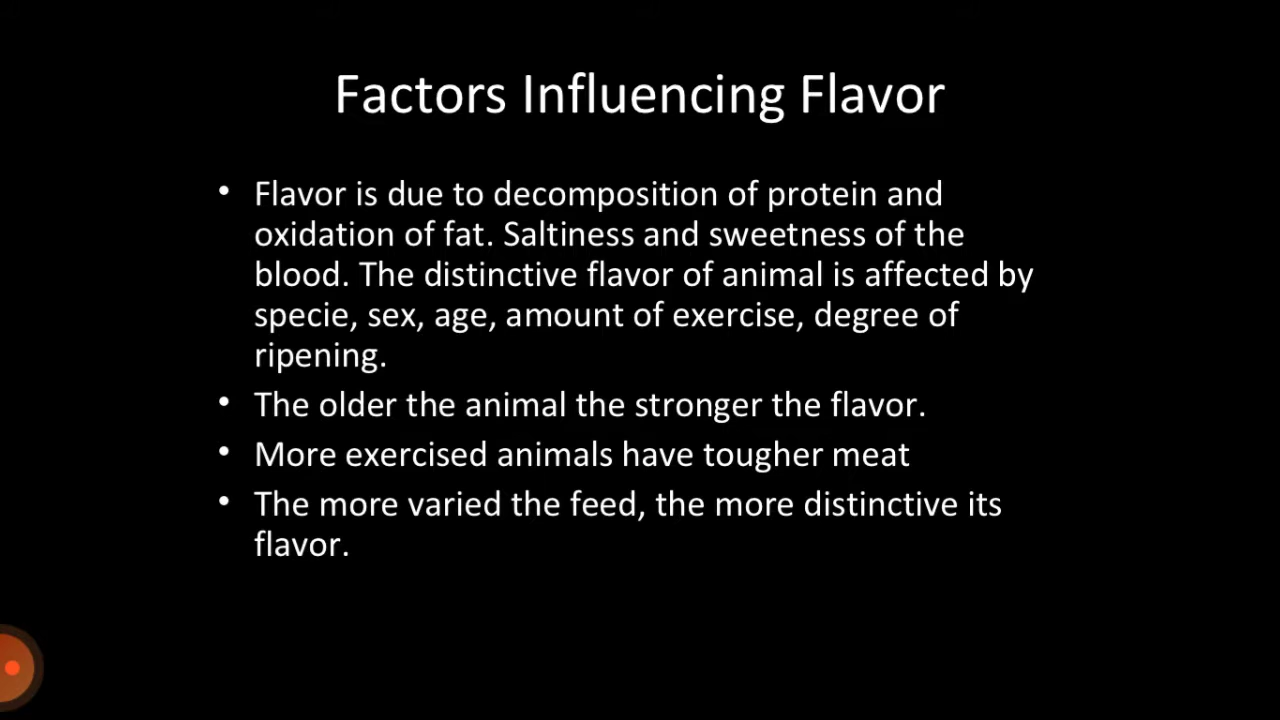 Factors Influencing Flavor
• Flavor is due to decomposition of protein and
oxidation of fat. Saltiness and sweetness of the
blood. The distinctive flavor of animal is affected by
specie, sex, age, amount of exercise, degree of
ripening.
• The older the animal the stronger the flavor.
• More exercised animals have tougher meat
• The more varied the feed, the more distinctive its
flavor.